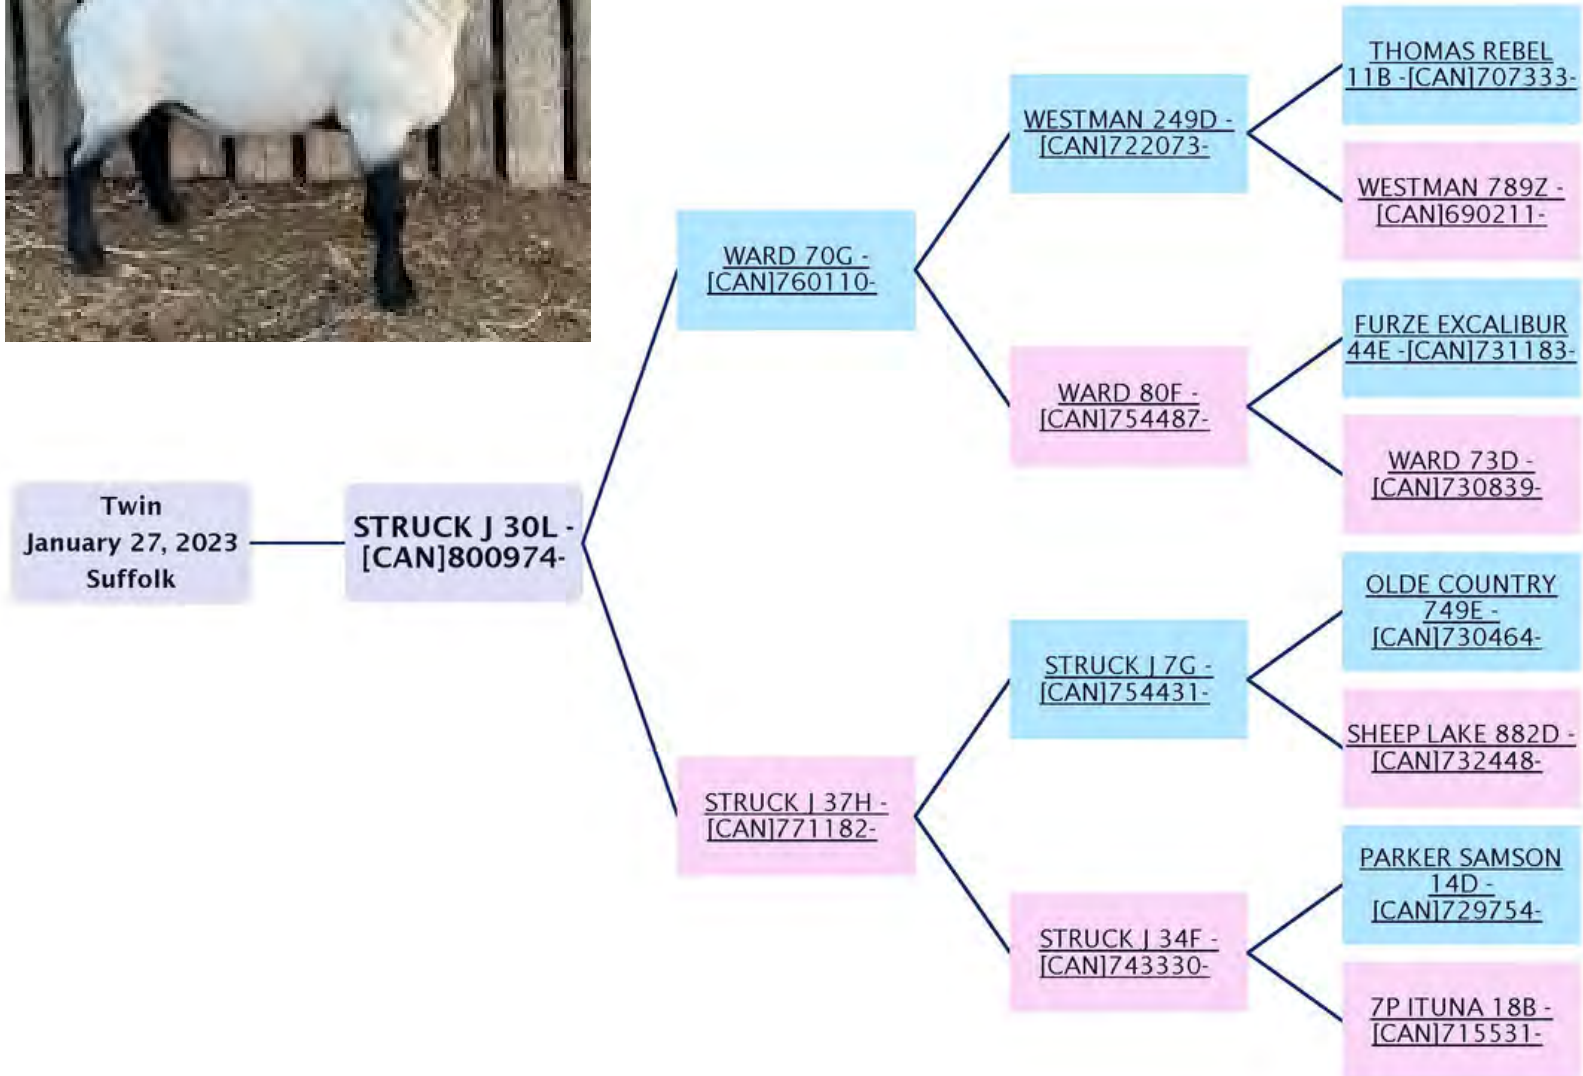 Twin
January 27, 2023
Suffolk
STRUCK J 30L -
[CAN]800974-
WARD 70G -
[CAN]760110-
STRUCK J 37H -
[CAN]771182-
WESTMAN 249D -
[CAN]722073-
WARD 80F -
[CAN]754487-
STRUCK J 7G -
[CAN]754431-
STRUCK J 34F -
[CAN]743330-
THOMAS REBEL
11B -[CAN]707333-
WESTMAN 789Z -
[CAN]690211-
FURZE EXCALIBUR
44E -[CAN]731183-
WARD 73D -
[CAN]730839-
OLDE COUNTRY
749E -
[CAN]730464-
SHEEP LAKE 882D -
[CAN]732448-
PARKER SAMSON
14D -
[CAN]729754-
7P ITUNA 18B -
[CAN]715531-